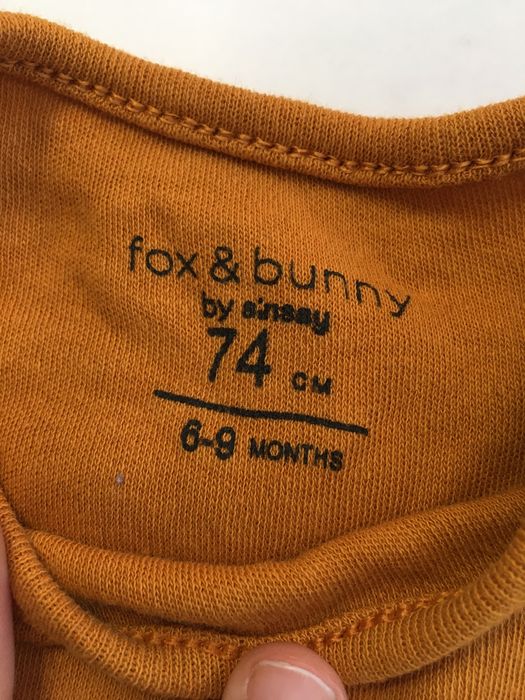 fox & bunny
by sinsay
74 CM
6-9 MONTHS